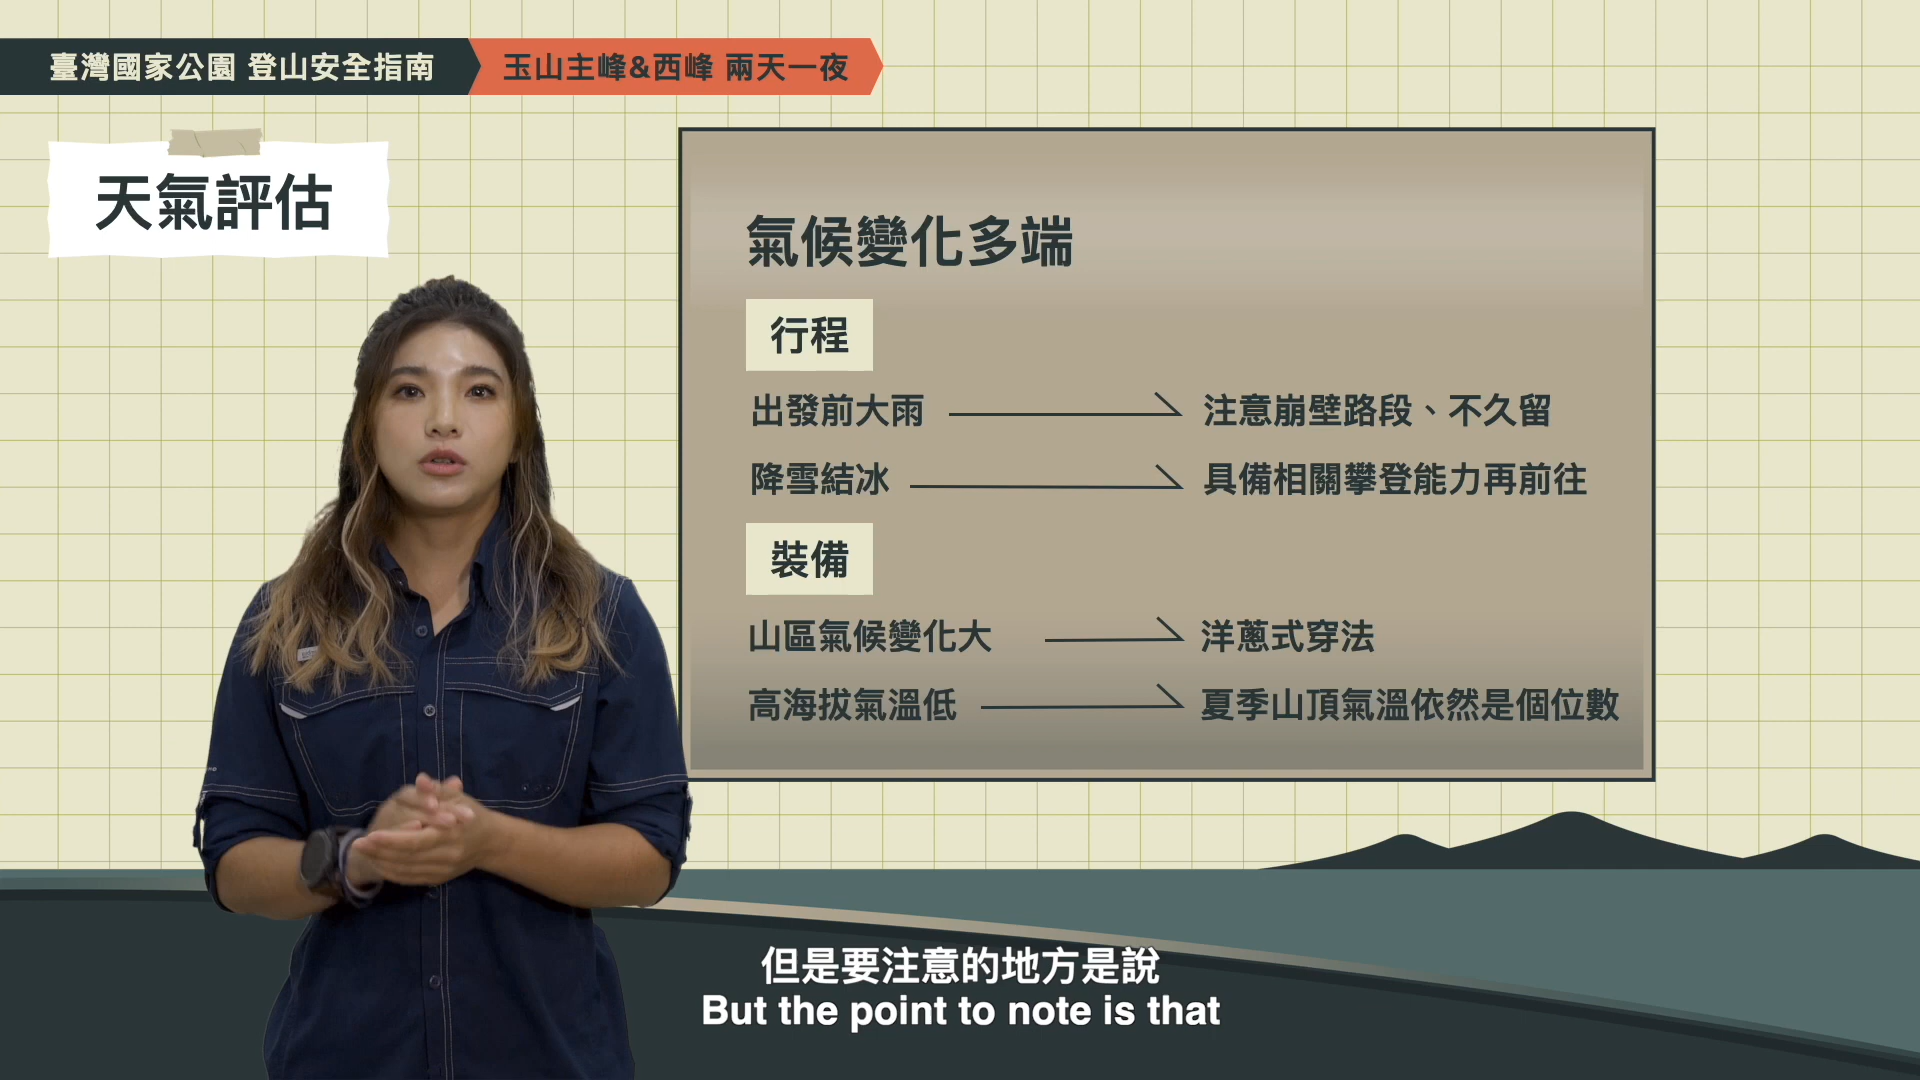 臺灣國家公園 登山安全指南
玉山主峰&西峰 兩天一夜
天氣評估
氣候變化多端
行程
出發前大雨
注意崩壁路段、不久留
降雪結冰
具備相關攀登能力再前往
裝備
山區氣候變化大
洋蔥式穿法
高海拔氣溫低
夏季山頂氣溫依然是個位數
但是要注意的地方是說
But the point to note is that